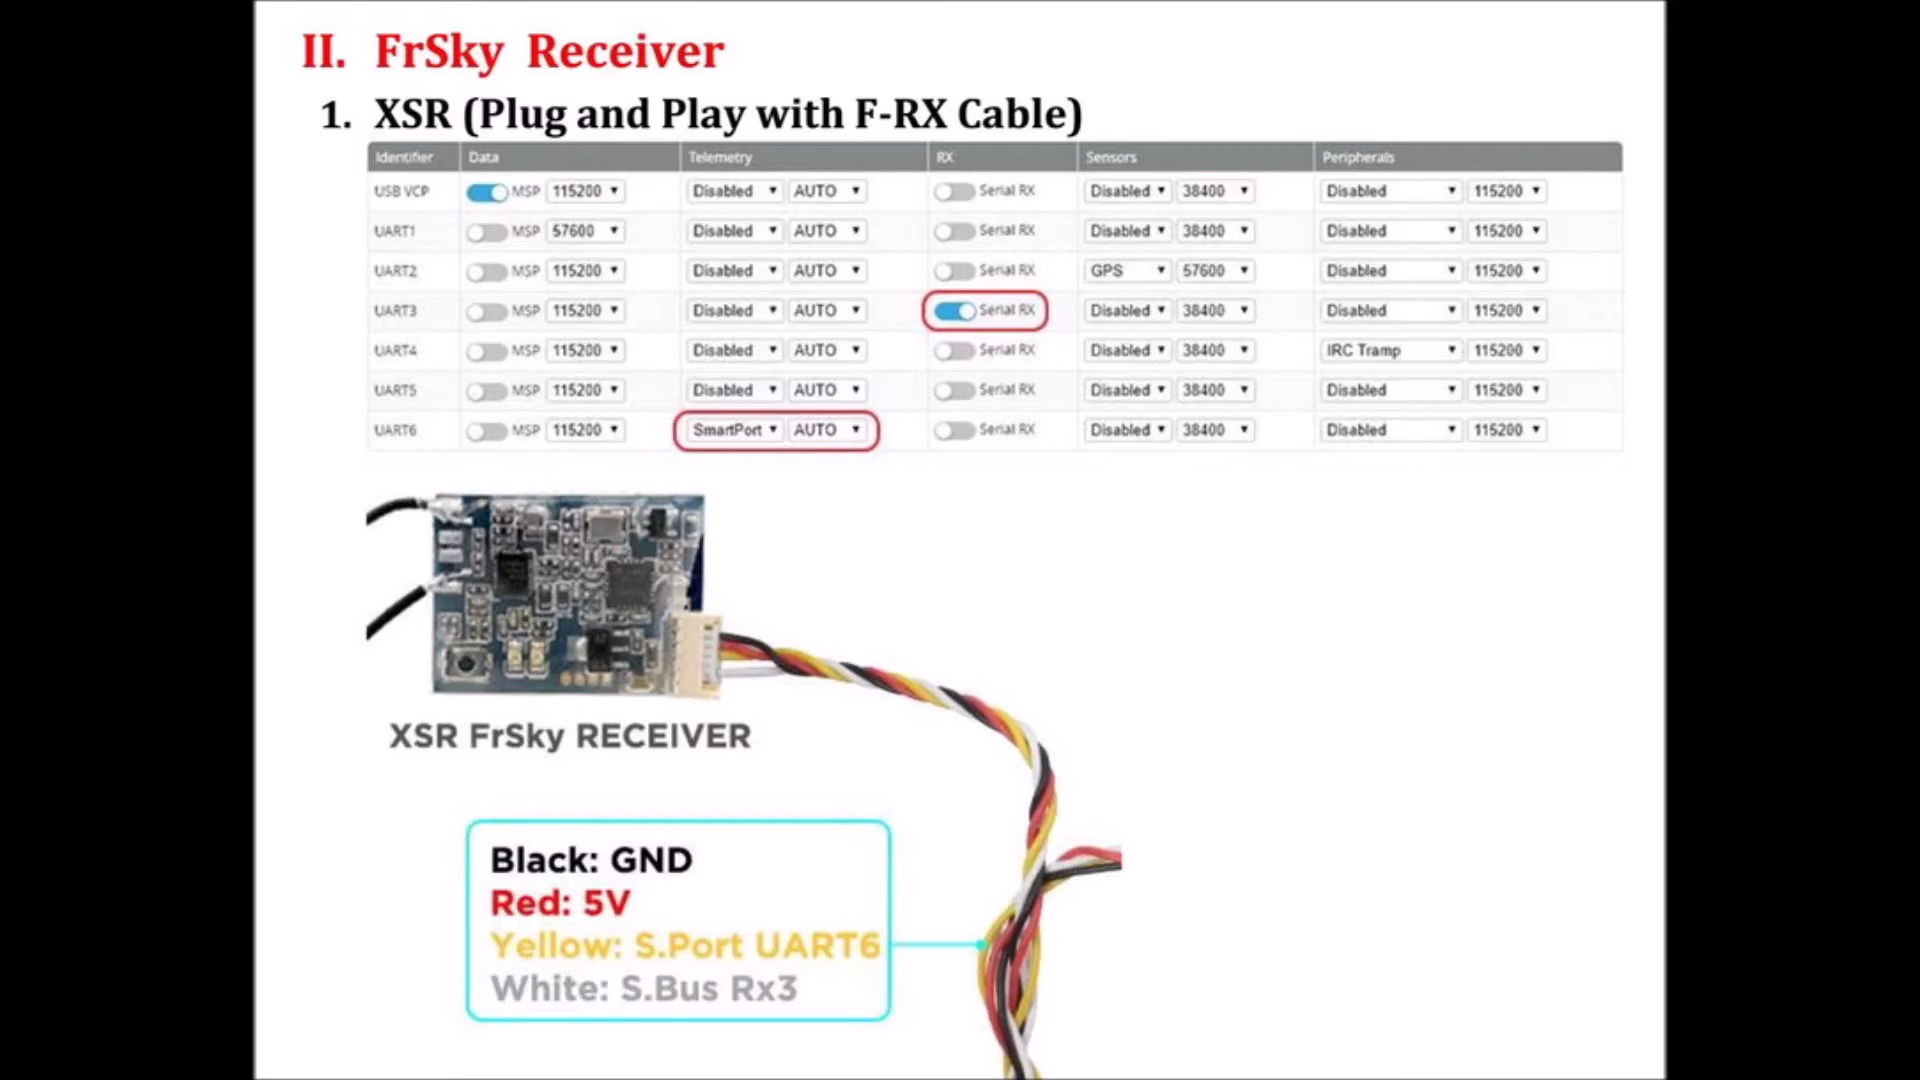 II. FrSky Receiver
1. XSR (Plug and Play with F-RX Cable)
Identifier Data Telemetry RX Sensors Peripherals
USB VCP MSP 115200 Disabled AUTO Serial RX Disabled 38400 Disabled 115200
UART1 MSP 57600 Disabled AUTO Serial RX Disabled 38400 Disabled 115200
UART2 MSP 115200 Disabled AUTO Serial RX GPS 57600 Disabled 115200
UART3 MSP 115200 Disabled AUTO Serial RX Disabled 38400 Disabled 115200
UART4 MSP 115200 Disabled AUTO Serial RX Disabled 38400 IRC Tramp 115200
UART5 MSP 115200 Disabled AUTO Serial RX Disabled 38400 Disabled 115200
UART6 MSP 115200 SmartPort AUTO Serial RX Disabled 38400 Disabled 115200
XSR FrSky RECEIVER
Black: GND
Red: 5V
Yellow: S.Port UART6
White: S.Bus Rx3